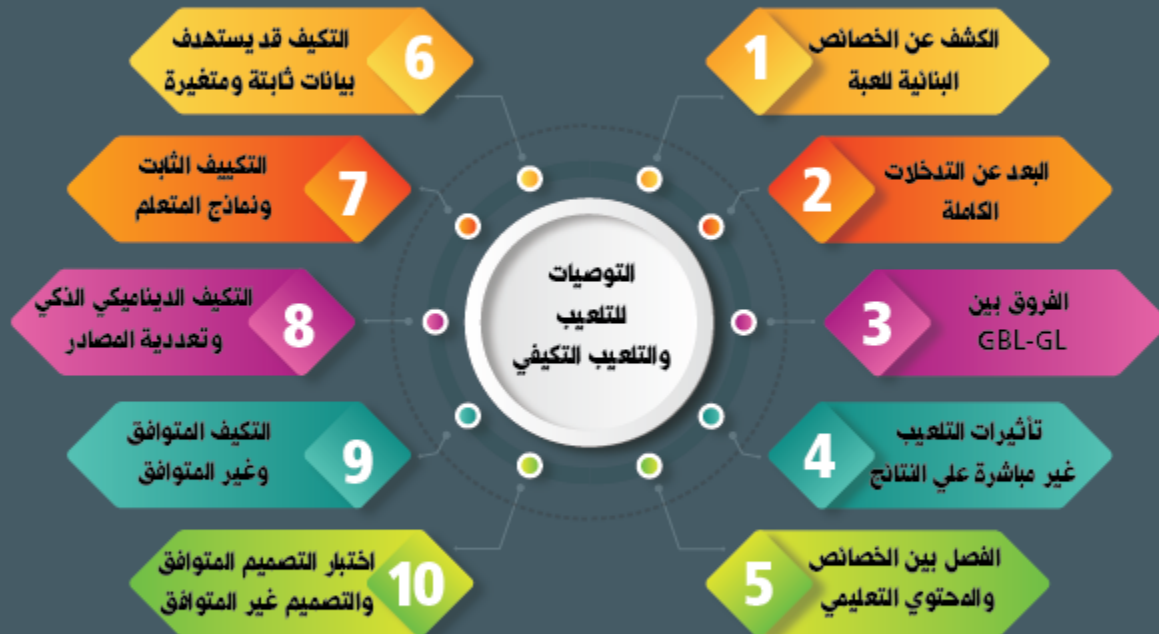 التوصيات
للتلعيب
والتلعيب التكيفي
1
الكشف عن الخصائص
البنائية للعبة
2
البعد عن التدخلات
الكاملة
3
الفروق بين
GBL-GL
4
تأثيرات التلعيب
غير مباشرة علي النتائج
5
الفصل بين الخصائص
والمحتوي التعليمي
6
التكيف قد يستهدف
بيانات ثابتة ومتغيرة
7
التكييف الثابت
ونماذج المتعلم
8
التكيف الديناميكي الذكي
وتعددية المصادر
9
التكيف المتوافق
وغير المتوافق
10
اختبار التصميم المتوافق
والتصميم غير المتوافق